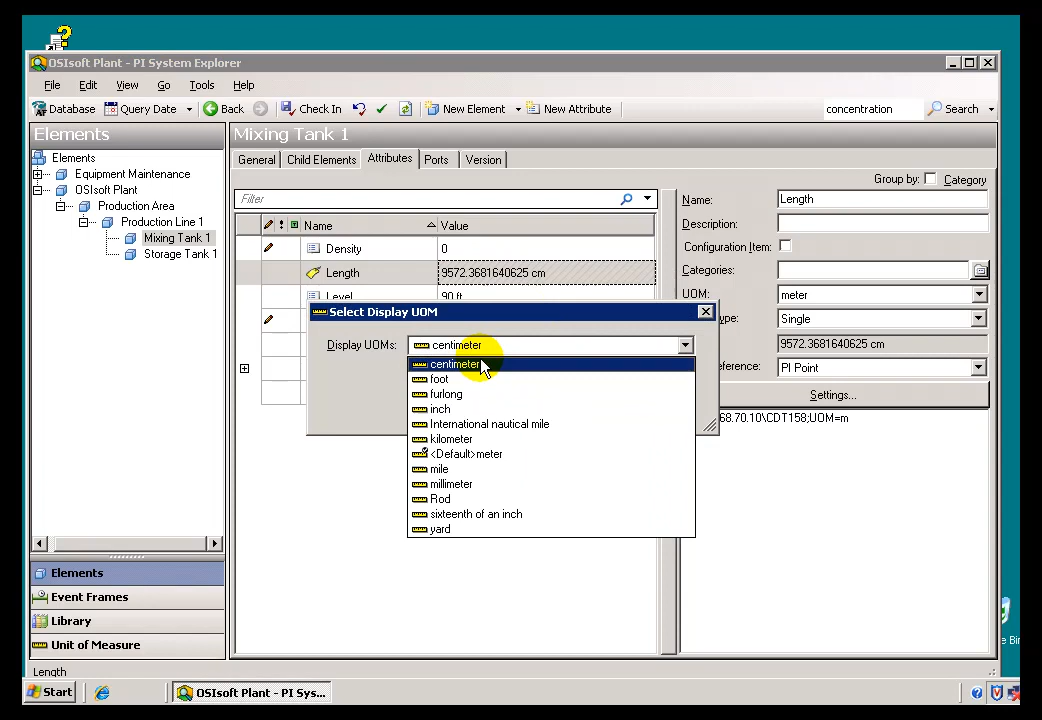 OSIsoft Plant - PI System Explorer
File Edit View Go Tools Help
Database Query Date Back Check In New Element New Attribute concentration Search
Elements
Mixing Tank 1
Elements
Equipment Maintenance
OSIsoft Plant
Production Area
Production Line 1
Mixing Tank 1
Storage Tank 1
General Child Elements Attributes Ports Version
Group by: Category
Filter
Name Value
Density 0
Length 9572.3681640625 cm
Level 90 ft
Name: Length
Description:
Configuration Item:
Categories:
UOM: meter
ype: Single
9572.3681640625 cm
eference: PI Point
Settings...
68.70.10\CDT158;UOM=m
Select Display UOM
Display UOMs: centimeter
centimeter
foot
furlong
inch
International nautical mile
kilometer
<Default>meter
mile
millimeter
Rod
sixteenth of an inch
yard
Elements
Event Frames
Library
Unit of Measure
Length
e Bin
Start OSIsoft Plant - PI Sys...